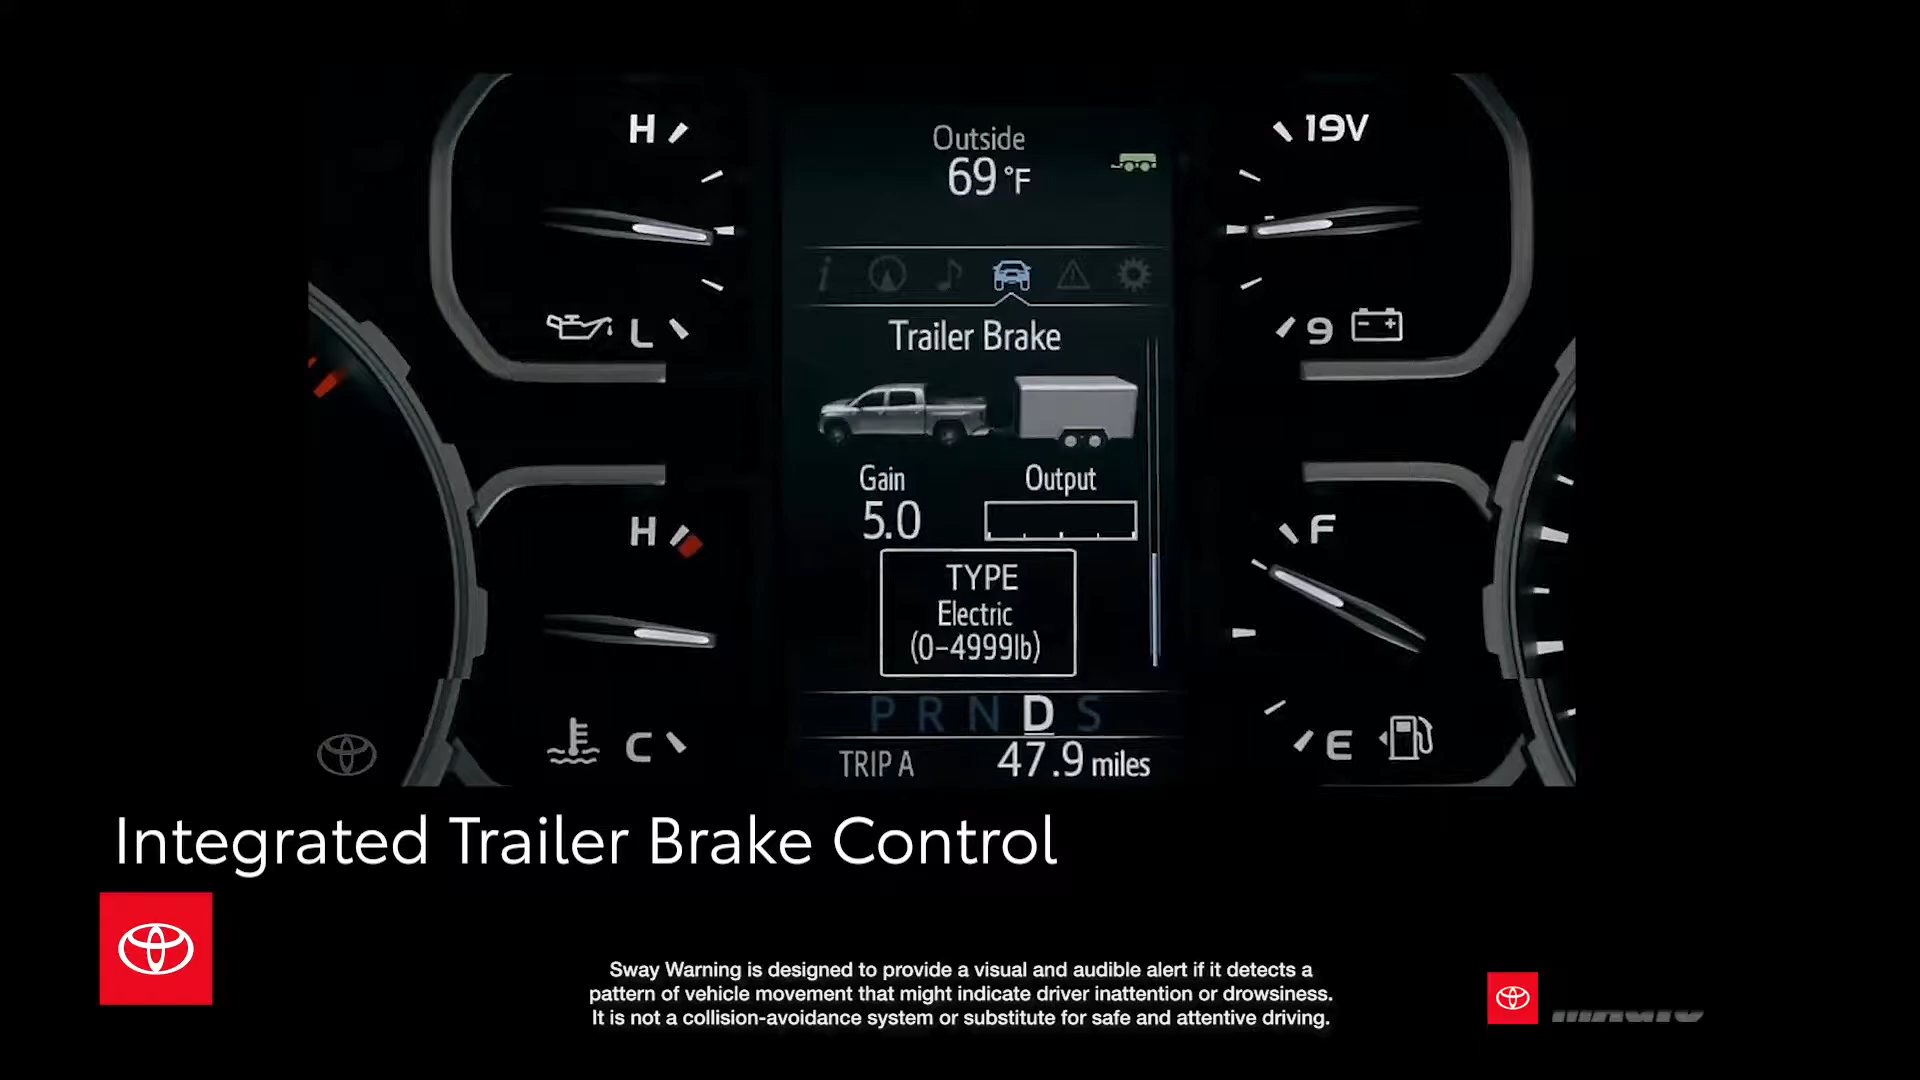 H
Outside
69 °F
19V
L
9
Trailer Brake
Gain
Output
5.0
H
F
TYPE
Electric
(0-4999lb)
P R N D S
C
TRIP A 47.9 miles
E
Integrated Trailer Brake Control
Sway Warning is designed to provide a visual and audible alert if it detects a
pattern of vehicle movement that might indicate driver inattention or drowsiness.
It is not a collision-avoidance system or substitute for safe and attentive driving.